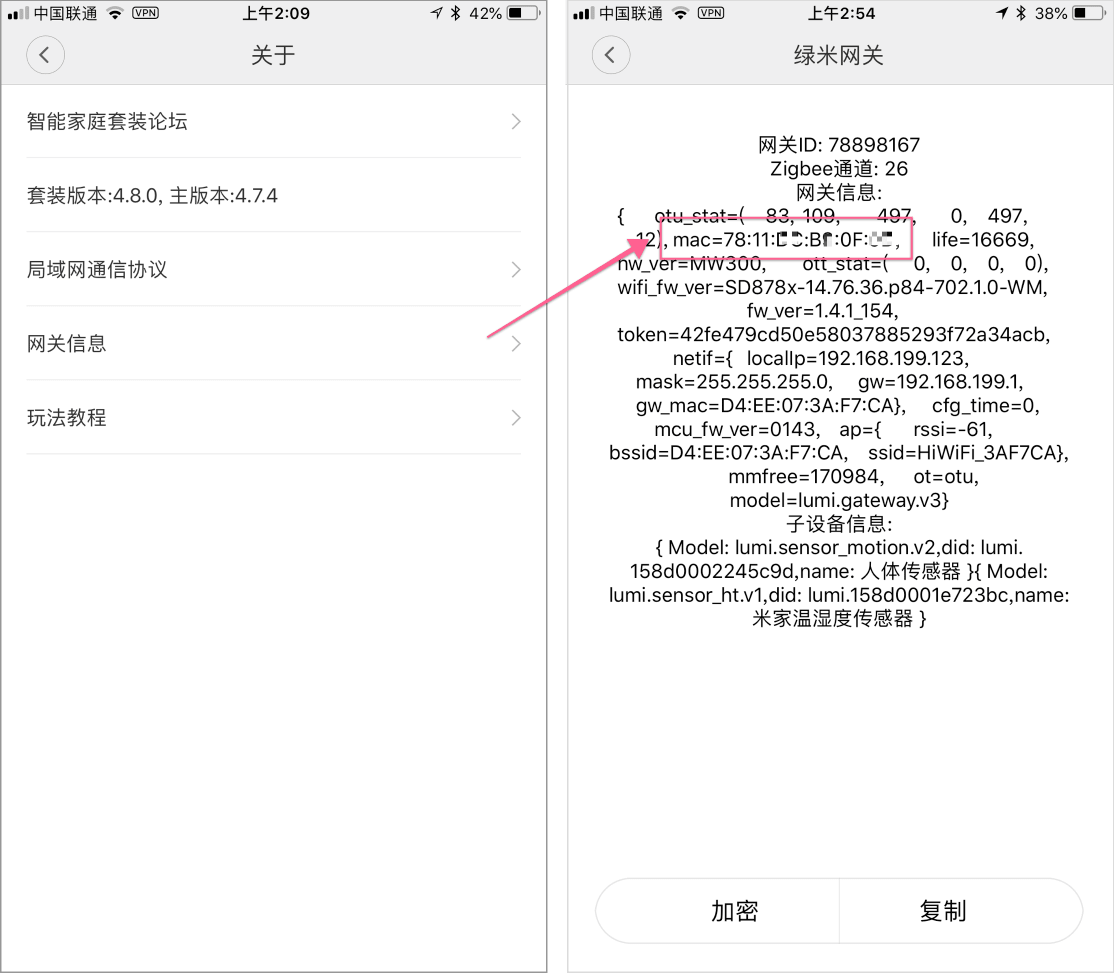 中国联通 VPN 上午2:09 42%
关于
智能家庭套装论坛
套装版本:4.8.0, 主版本:4.7.4
局域网通信协议
网关信息
玩法教程
中国联通 VPN 上午2:54 38%
绿米网关
网关ID: 78898167
Zigbee通道: 26
网关信息:
{ otu_stat=( 83, 109, 497, 0, 497,
12), mac=78:11: :0F: , life=16669,
hw_ver=MW300, ott_stat=( 0, 0, 0, 0),
wifi_fw_ver=SD878x-14.76.36.p84-702.1.0-WM,
fw_ver=1.4.1_154,
token=42fe479cd50e58037885293f72a34acb,
netif={ localIp=192.168.199.123,
mask=255.255.255.0, gw=192.168.199.1,
gw_mac=D4:EE:07:3A:F7:CA}, cfg_time=0,
mcu_fw_ver=0143, ap={ rssi=-61,
bssid=D4:EE:07:3A:F7:CA, ssid=HiWiFi_3AF7CA},
mmfree=170984, ot=otu,
model=lumi.gateway.v3}
子设备信息:
{ Model: lumi.sensor_motion.v2,did: lumi.
158d0002245c9d,name: 人体传感器 }{ Model:
lumi.sensor_ht.v1,did: lumi.158d0001e723bc,name:
米家温湿度传感器 }
加密 复制